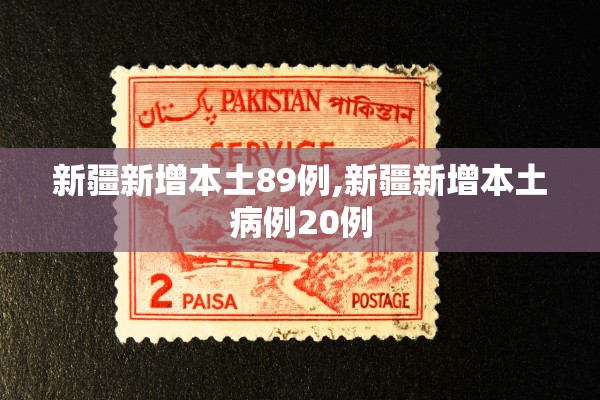 پاکستان PAKISTAN পাকিস্তান
SERVICE
新疆新增本土89例,新疆新增本土
病例20例
2 PAISA POSTAGE